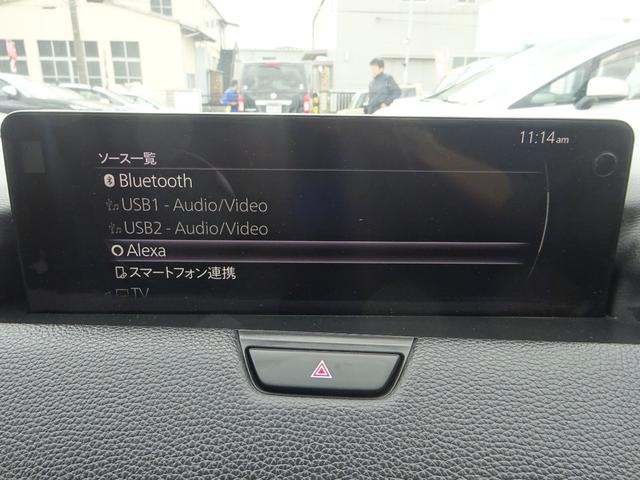 11:14am
ソース一覧
Bluetooth
USB1 - Audio/Video
USB2 - Audio/Video
Alexa
スマートフォン連携
TV